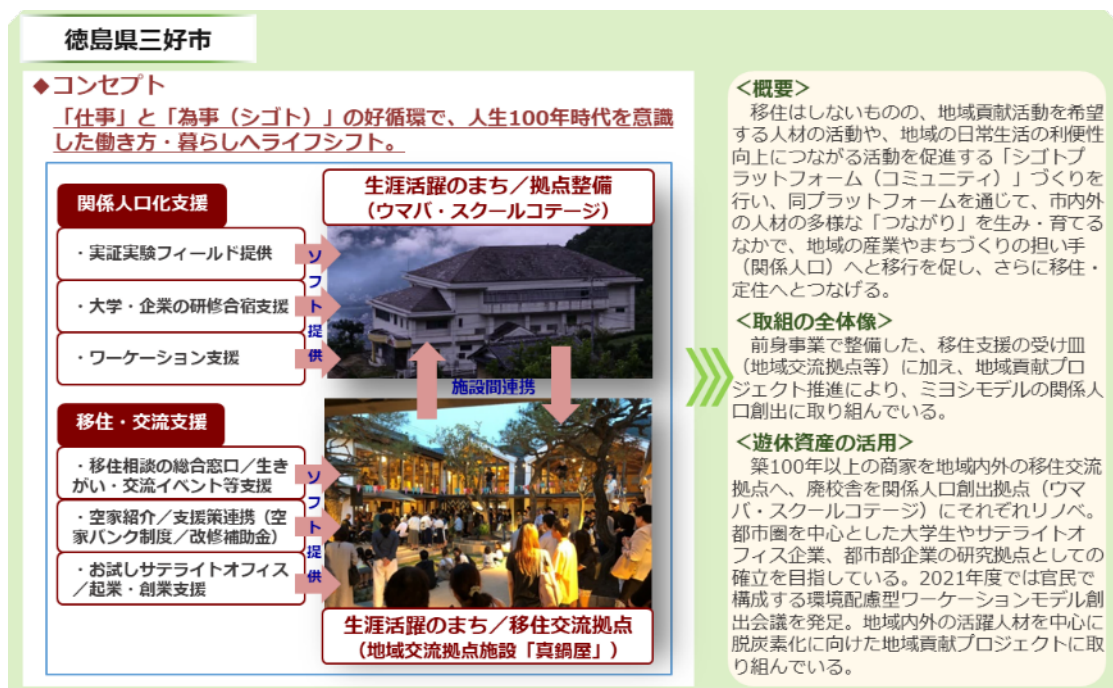 徳島県三好市
◆コンセプト
「仕事」と「為事（シゴト）」の好循環で、人生100年時代を意識
した働き方・暮らしへライフシフト。
関係人口化支援
・実証実験フィールド提供
・大学・企業の研修合宿支援
・ワーケーション支援
ソフト提供
生涯活躍のまち／拠点整備
（ウマバ・スクールコテージ）
施設間連携
移住・交流支援
・移住相談の総合窓口／生き
がい・交流イベント等支援
・空家紹介／支援策連携（空
家バンク制度／改修補助金）
・お試しサテライトオフィス
／起業・創業支援
ソフト提供
生涯活躍のまち／移住交流拠点
（地域交流拠点施設「真鍋屋」）
＜概要＞
移住はしないものの、地域貢献活動を希望
する人材の活動や、地域の日常生活の利便性
向上につながる活動を促進する「シゴトプ
ラットフォーム（コミュニティ）」づくりを
行い、同プラットフォームを通じて、市内外
の人材の多様な「つながり」を生み・育てる
なかで、地域の産業やまちづくりの担い手
（関係人口）へと移行を促し、さらに移住・
定住へとつなげる。
＜取組の全体像＞
前身事業で整備した、移住支援の受け皿
（地域交流拠点等）に加え、地域貢献プロ
ジェクト推進により、ミヨシモデルの関係人
口創出に取り組んでいる。
＜遊休資産の活用＞
築100年以上の商家を地域内外の移住交流
拠点へ、廃校舎を関係人口創出拠点（ウマ
バ・スクールコテージ）にそれぞれリノベ。
都市圏を中心とした大学生やサテライトオ
フィス企業、都市部企業の研究拠点としての
確立を目指している。2021年度では官民で
構成する環境配慮型ワーケーションモデル創
出会議を発足。地域内外の活躍人材を中心に
脱炭素化に向けた地域貢献プロジェクトに取
り組んでいる。